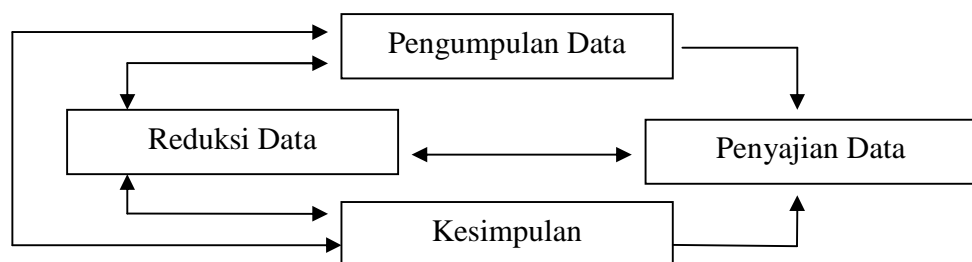 Pengumpulan Data
Reduksi Data
Penyajian Data
Kesimpulan